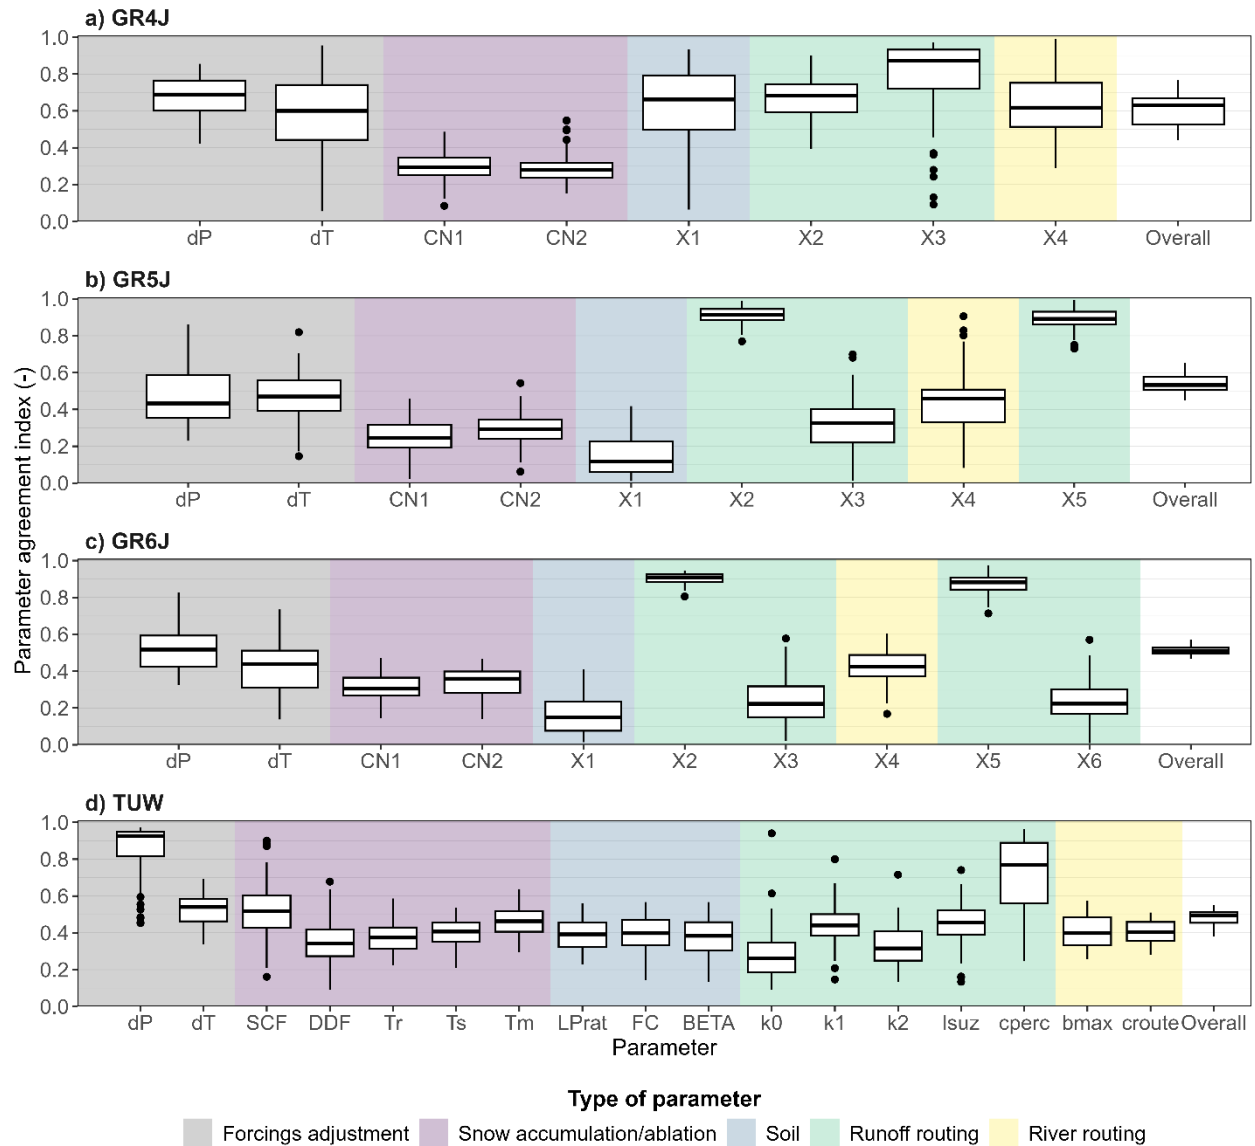 a) GR4J
1.0
0.8
0.6
0.4
0.2
0.0
dP dT CN1 CN2 X1 X2 X3 X4 Overall
b) GR5J
1.0
0.8
0.6
0.4
0.2
0.0
dP dT CN1 CN2 X1 X2 X3 X4 X5 Overall
Parameter agreement index (-)
c) GR6J
1.0
0.8
0.6
0.4
0.2
0.0
dP dT CN1 CN2 X1 X2 X3 X4 X5 X6 Overall
d) TUW
1.0
0.8
0.6
0.4
0.2
0.0
dP dT SCF DDF Tr Ts Tm LPrat FC BETA k0 k1 k2 lsuz cperc bmax croute Overall
Parameter
Type of parameter
Forcings adjustment Snow accumulation/ablation Soil Runoff routing River routing